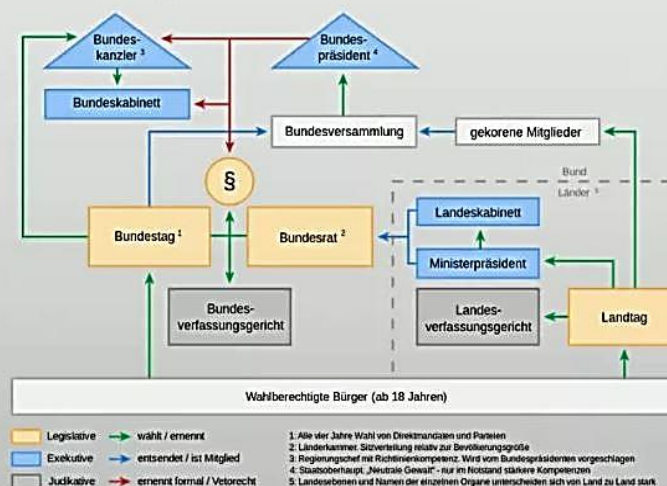 Bundes-
kanzler ³
Bundes-
präsident ⁴
Bundeskabinett
Bundesversammlung
gekorene Mitglieder
§
Bund
Länder ⁵
Bundestag ¹
Bundesrat ²
Landeskabinett
Ministerpräsident
Bundes-
verfassungsgericht
Landes-
verfassungsgericht
Landtag
Wahlberechtigte Bürger (ab 18 Jahren)
Legislative
wählt / ernennt
Exekutive
entsendet / ist Mitglied
Judikative
ernennt formal / Vetorecht
1: Alle vier Jahre Wahl von Direktmandaten und Parteien
2: Länderkammer. Sitzverteilung relativ zur Bevölkerungsgröße
3: Regierungschef mit Richtlinienkompetenz. Wird vom Bundespräsidenten vorgeschlagen
4: Staatsoberhaupt. „Neutrale Gewalt" - nur im Notstand stärkere Kompetenzen
5: Landesebenen und Namen der einzelnen Organe unterscheiden sich von Land zu Land stark